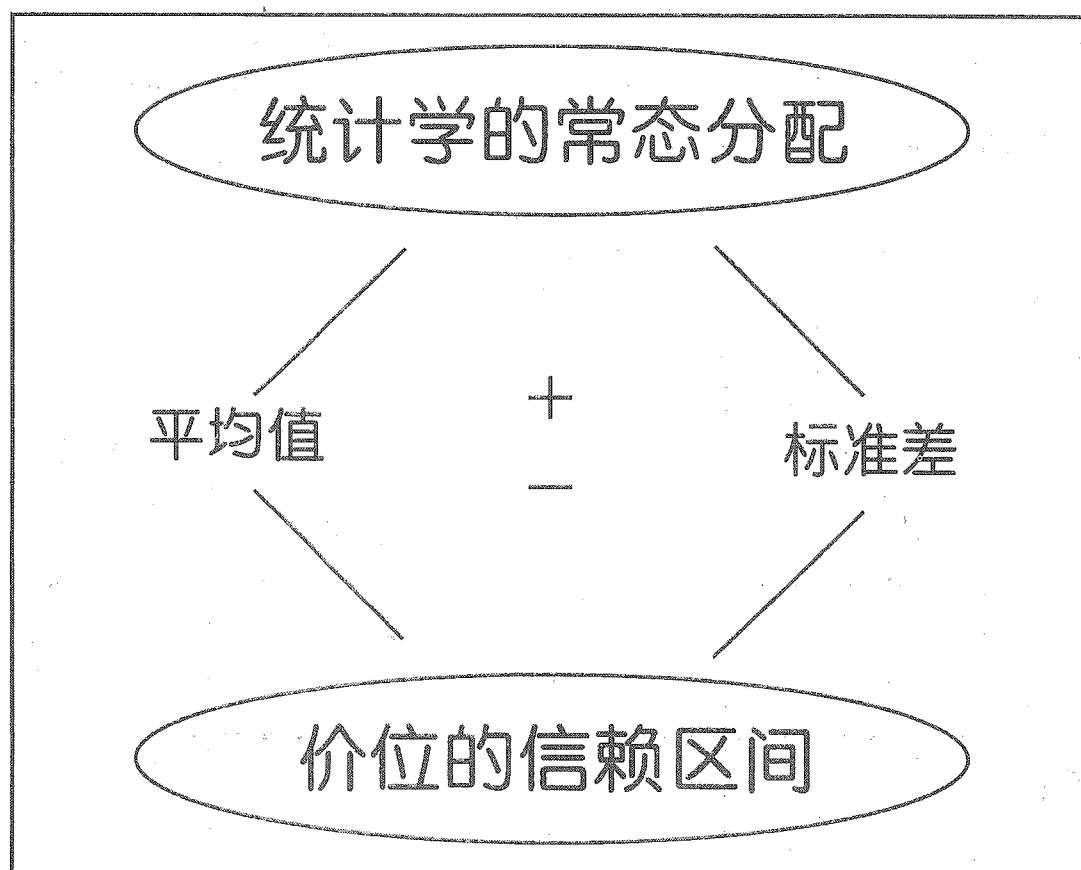 统计学的常态分配
+
平均值
标准差
—
价位的信赖区间